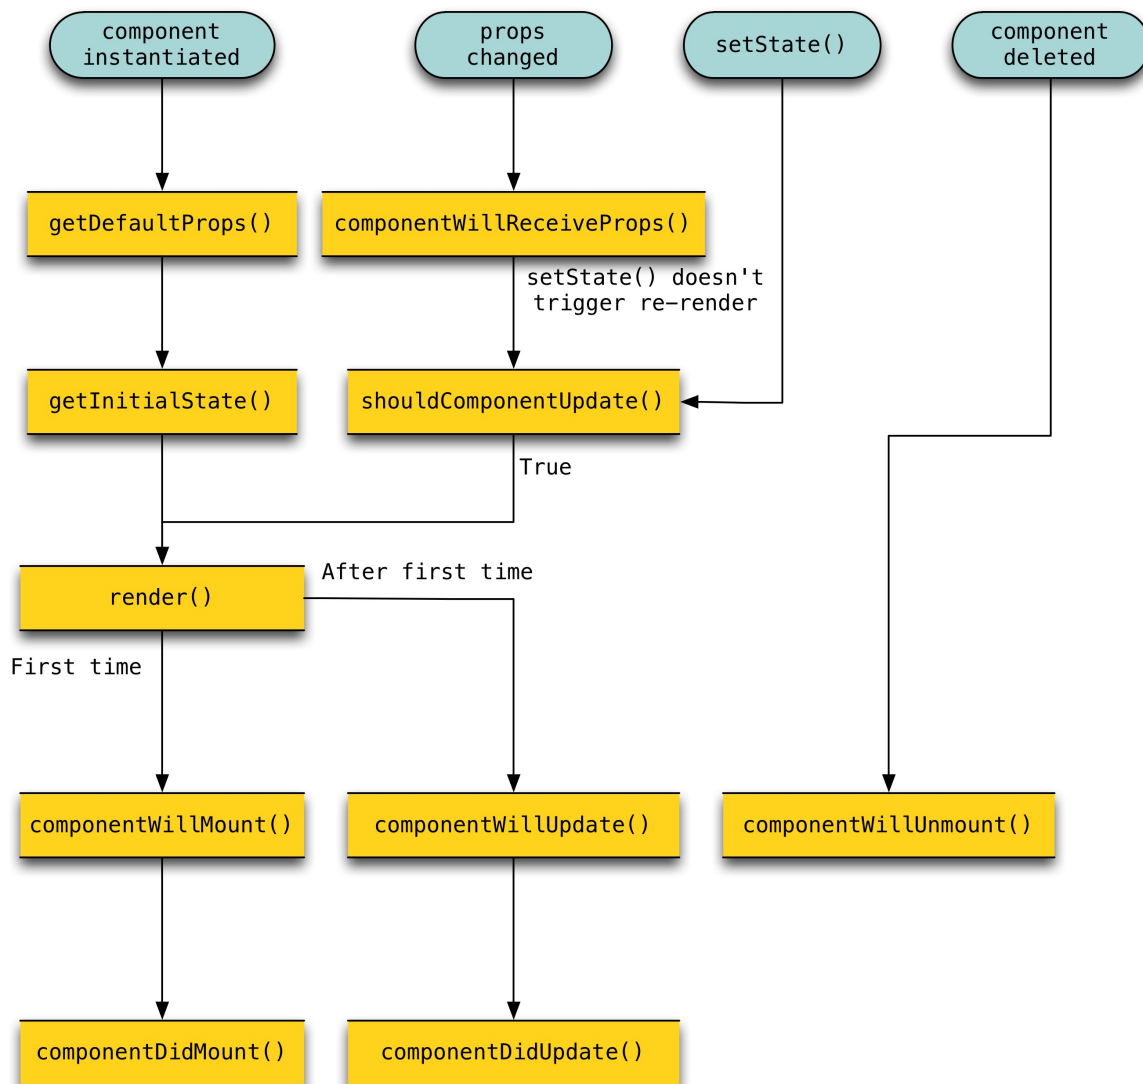 component
instantiated
props
changed
setState()
component
deleted
getDefaultProps()
componentWillReceiveProps()
setState() doesn't
trigger re-render
getInitialState()
shouldComponentUpdate()
True
render()
After first time
First time
componentWillMount()
componentWillUpdate()
componentWillUnmount()
componentDidMount()
componentDidUpdate()